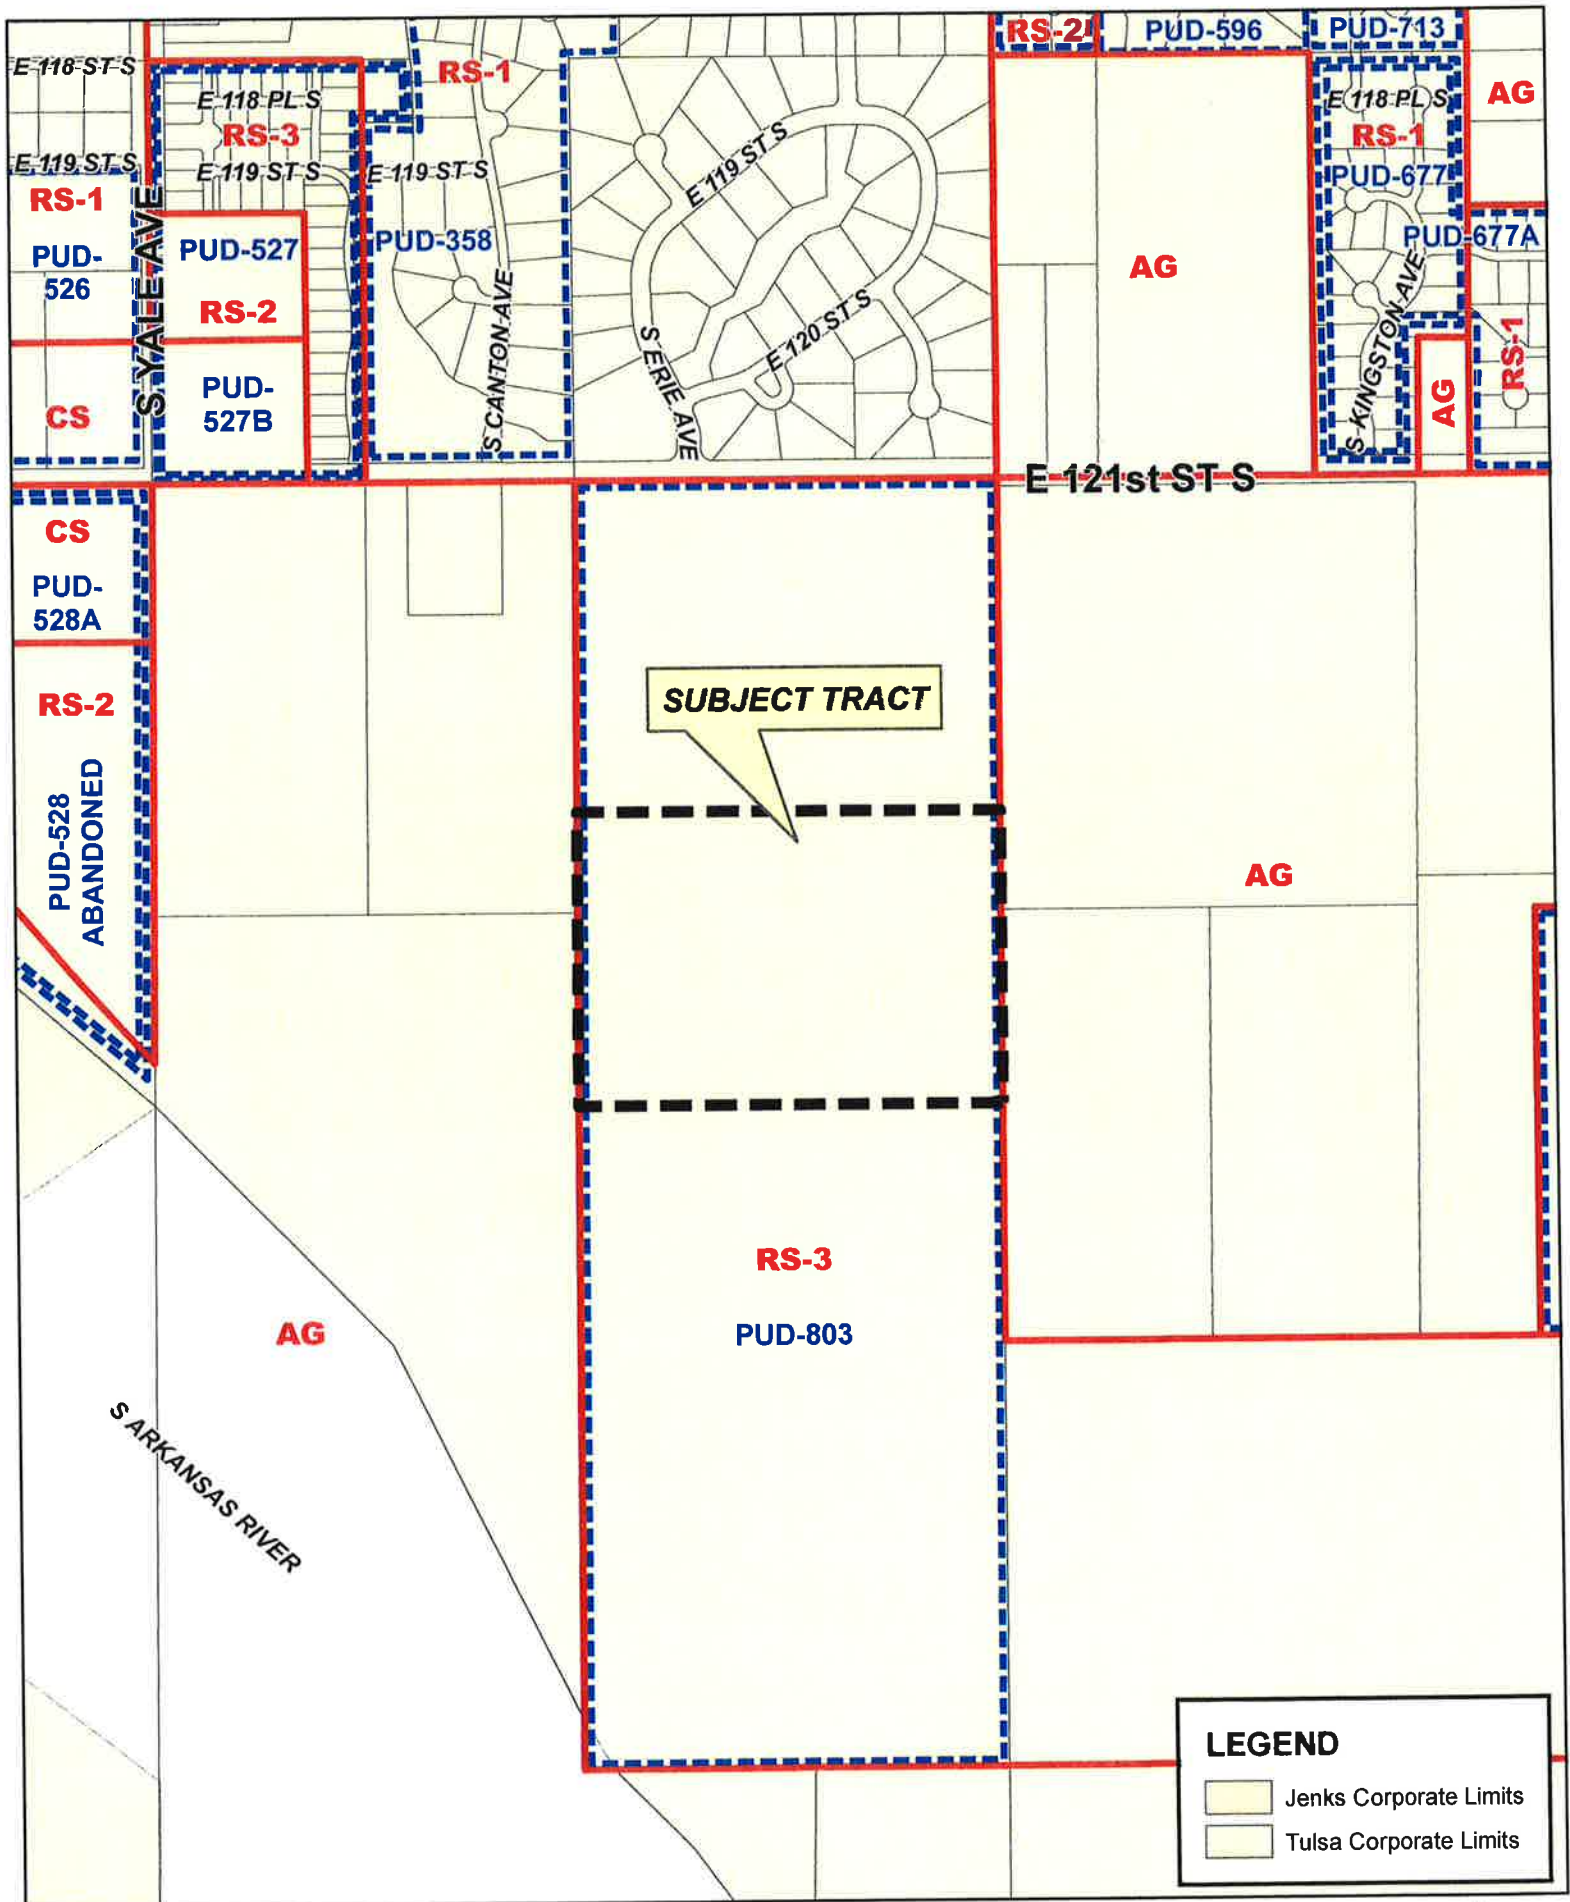 RS-2
PUD-596
PUD-713
E 118 ST S
RS-1
AG
E 118 PL S
E 118 PL S
RS-3
RS-1
E 119 ST S
E 119 ST S
E 119 ST S
E 119 ST S
PUD-677
RS-1
PUD-
526
S YALE AVE
PUD-527
PUD-358
PUD-677A
AG
RS-2
S CANTON AVE
S ERIE AVE
E 120 ST S
S KINGSTON AVE
RS-1
CS
PUD-
527B
AG
E 121st ST S
CS
PUD-
528A
SUBJECT TRACT
RS-2
PUD-528
ABANDONED
AG
RS-3
AG
PUD-803
S ARKANSAS RIVER
LEGEND
Jenks Corporate Limits
Tulsa Corporate Limits